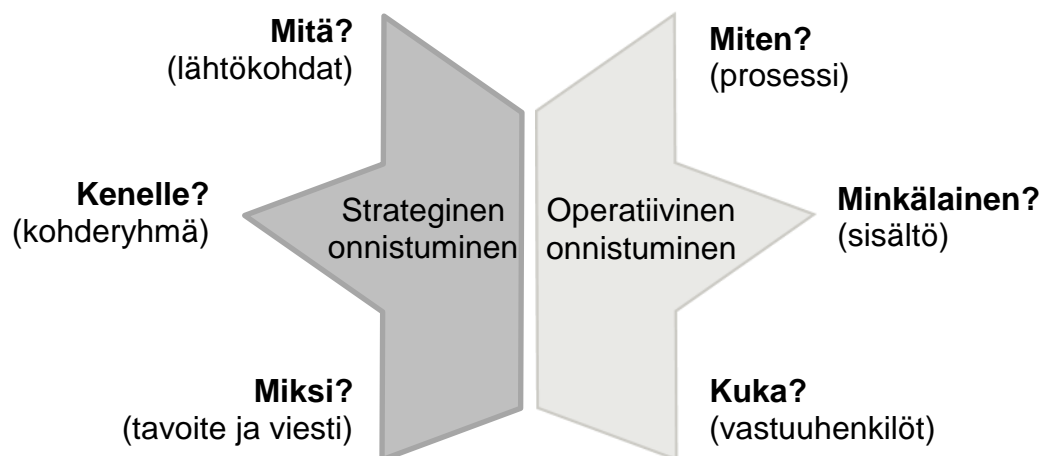 Mitä?
(lähtökohdat)
Miten?
(prosessi)
Kenelle?
(kohderyhmä)
Strateginen
onnistuminen
Operatiivinen
onnistuminen
Minkälainen?
(sisältö)
Miksi?
(tavoite ja viesti)
Kuka?
(vastuuhenkilöt)